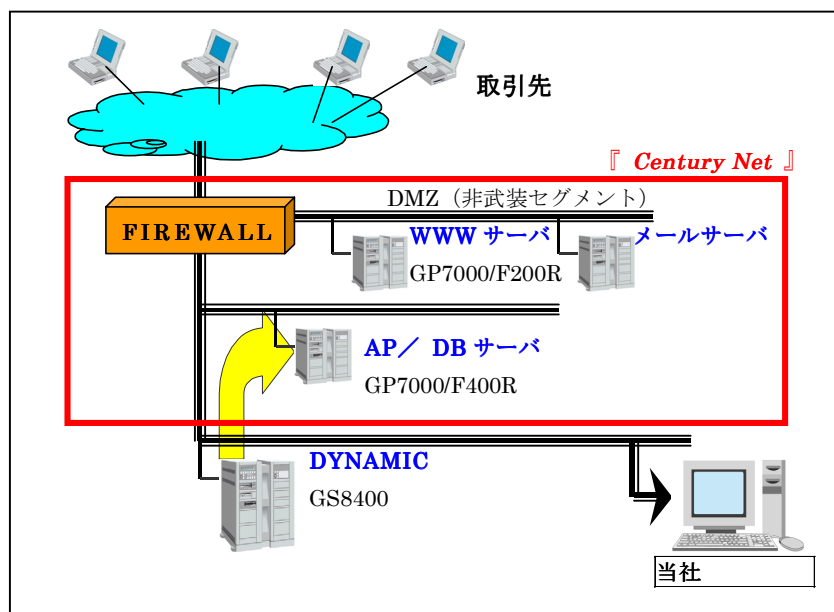 取引先
『 Century Net 』
DMZ（非武装セグメント）
FIREWALL
WWW サーバ
メールサーバ
GP7000/F200R
AP／ DB サーバ
GP7000/F400R
DYNAMIC
GS8400
当社